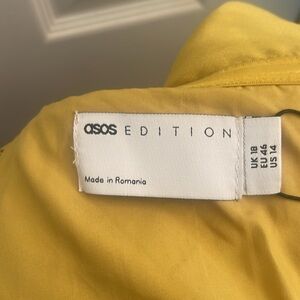 asos EDITION
Made in Romania
UK 18
EU 46
US 14